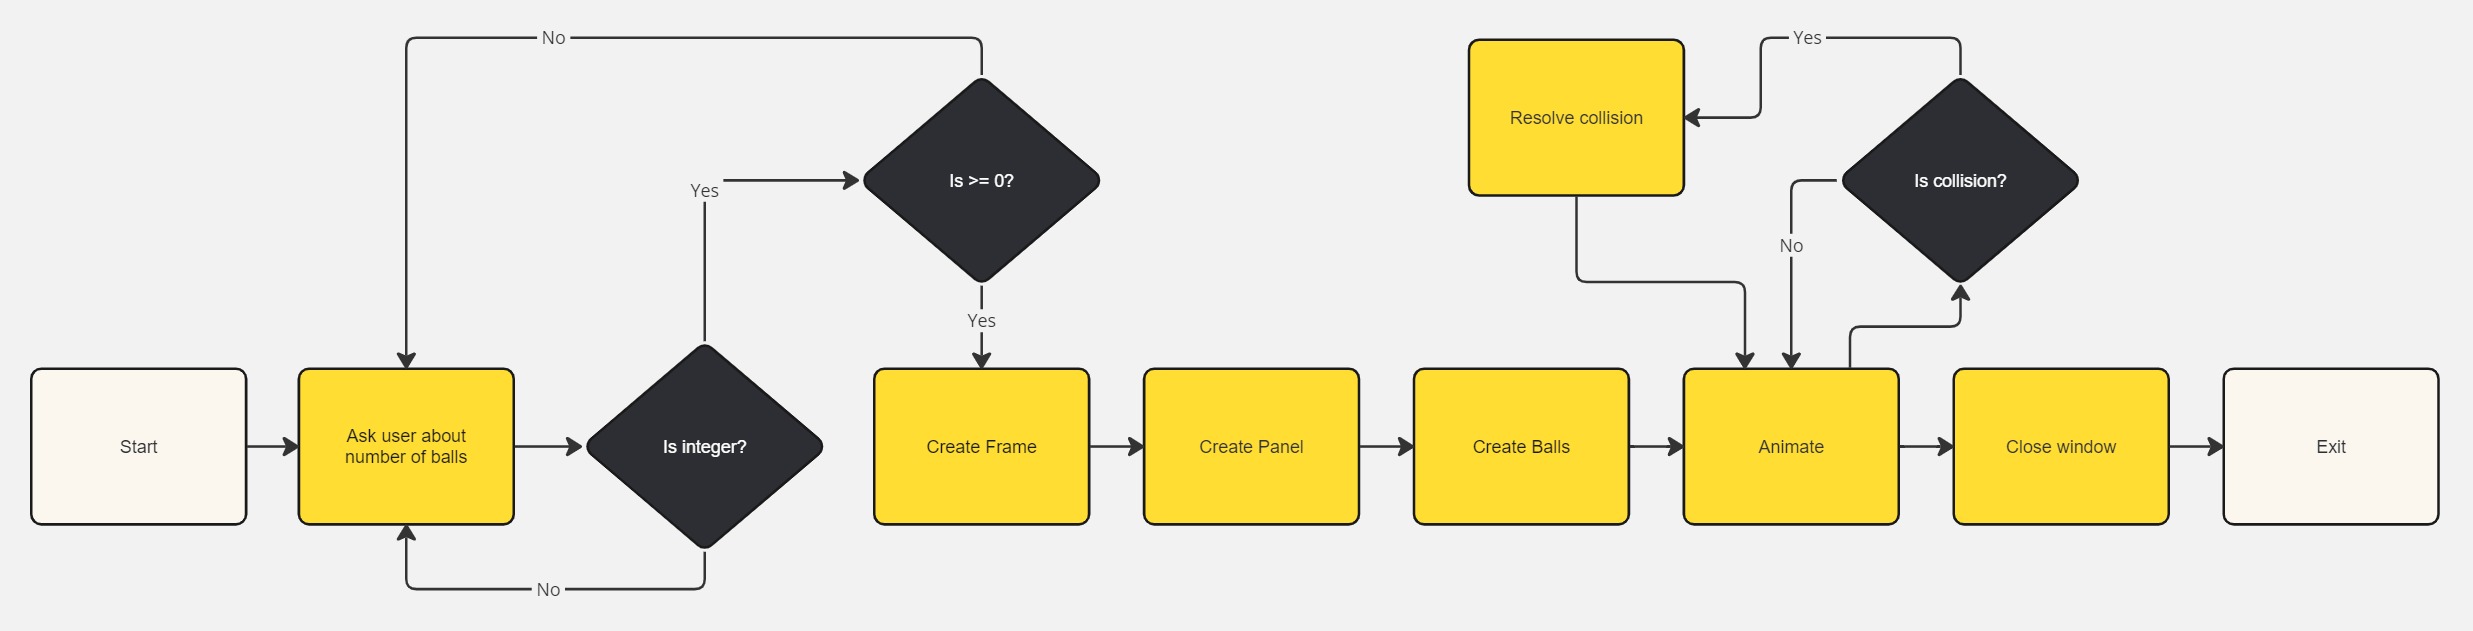 No
Yes
Resolve collision
Is >= 0?
Is collision?
Yes
No
Yes
Start
Ask user about
number of balls
Is integer?
Create Frame
Create Panel
Create Balls
Animate
Close window
Exit
No